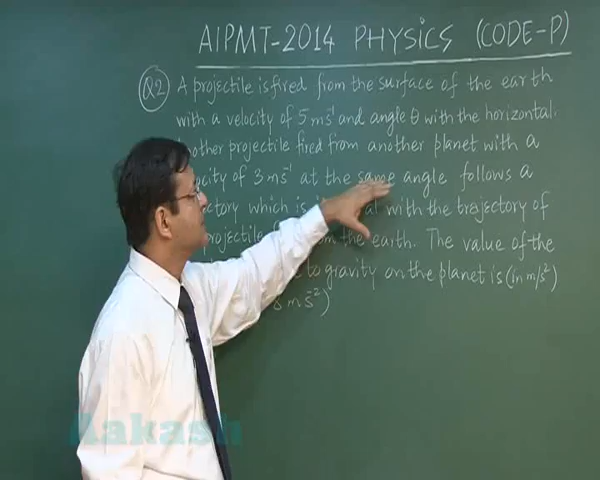 AIPMT-2014 PHYSICS (CODE-P)
Q2 A projectile is fired from the surface of the earth
with a velocity of 5 ms⁻¹ and angle θ with the horizontal.
other projectile fired from another planet with a
of 3 ms⁻¹ at the same angle follows a
which is with the trajectory of
projectile the earth. The value of the
to gravity on the planet is (in m/s²)
ms⁻²)
Aakash